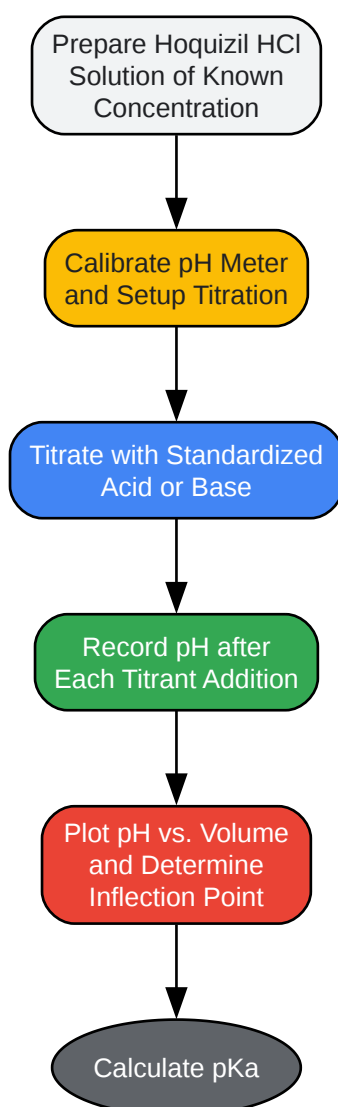 Prepare Hoquizil HCl
Solution of Known
Concentration
Calibrate pH Meter
and Setup Titration
Titrate with Standardized
Acid or Base
Record pH after
Each Titrant Addition
Plot pH vs. Volume
and Determine
Inflection Point
Calculate pKa